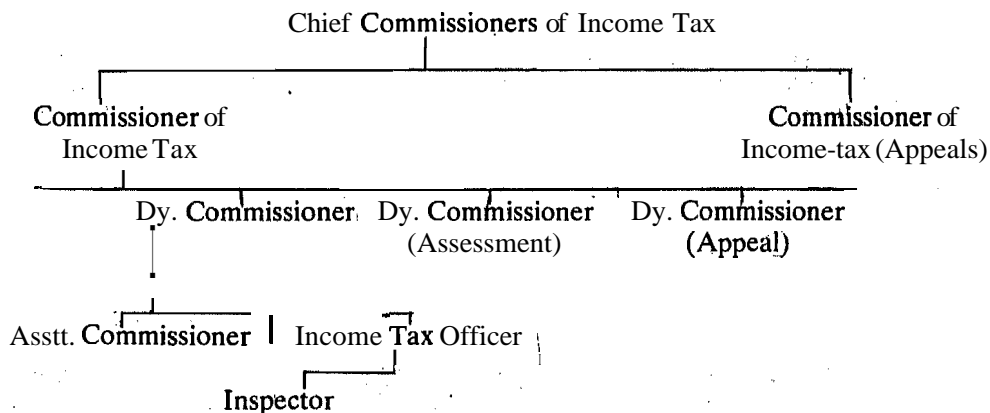 Chief Commissioners of Income Tax
Commissioner of
Income Tax
Commissioner of
Income-tax (Appeals)
Dy. Commissioner
Dy. Commissioner
(Assessment)
Dy. Commissioner
(Appeal)
Asstt. Commissioner
Income Tax Officer
Inspector